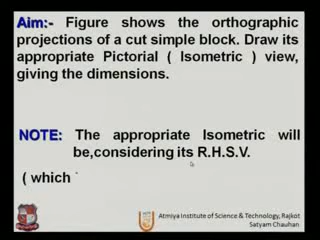 Aim:- Figure shows the orthographic
projections of a cut simple block. Draw its
appropriate Pictorial ( Isometric ) view,
giving the dimensions.
NOTE: The appropriate Isometric will
be,considering its R.H.S.V.
( which
Atmiya Institute of Science & Technology, Rajkot
Satyam Chauhan